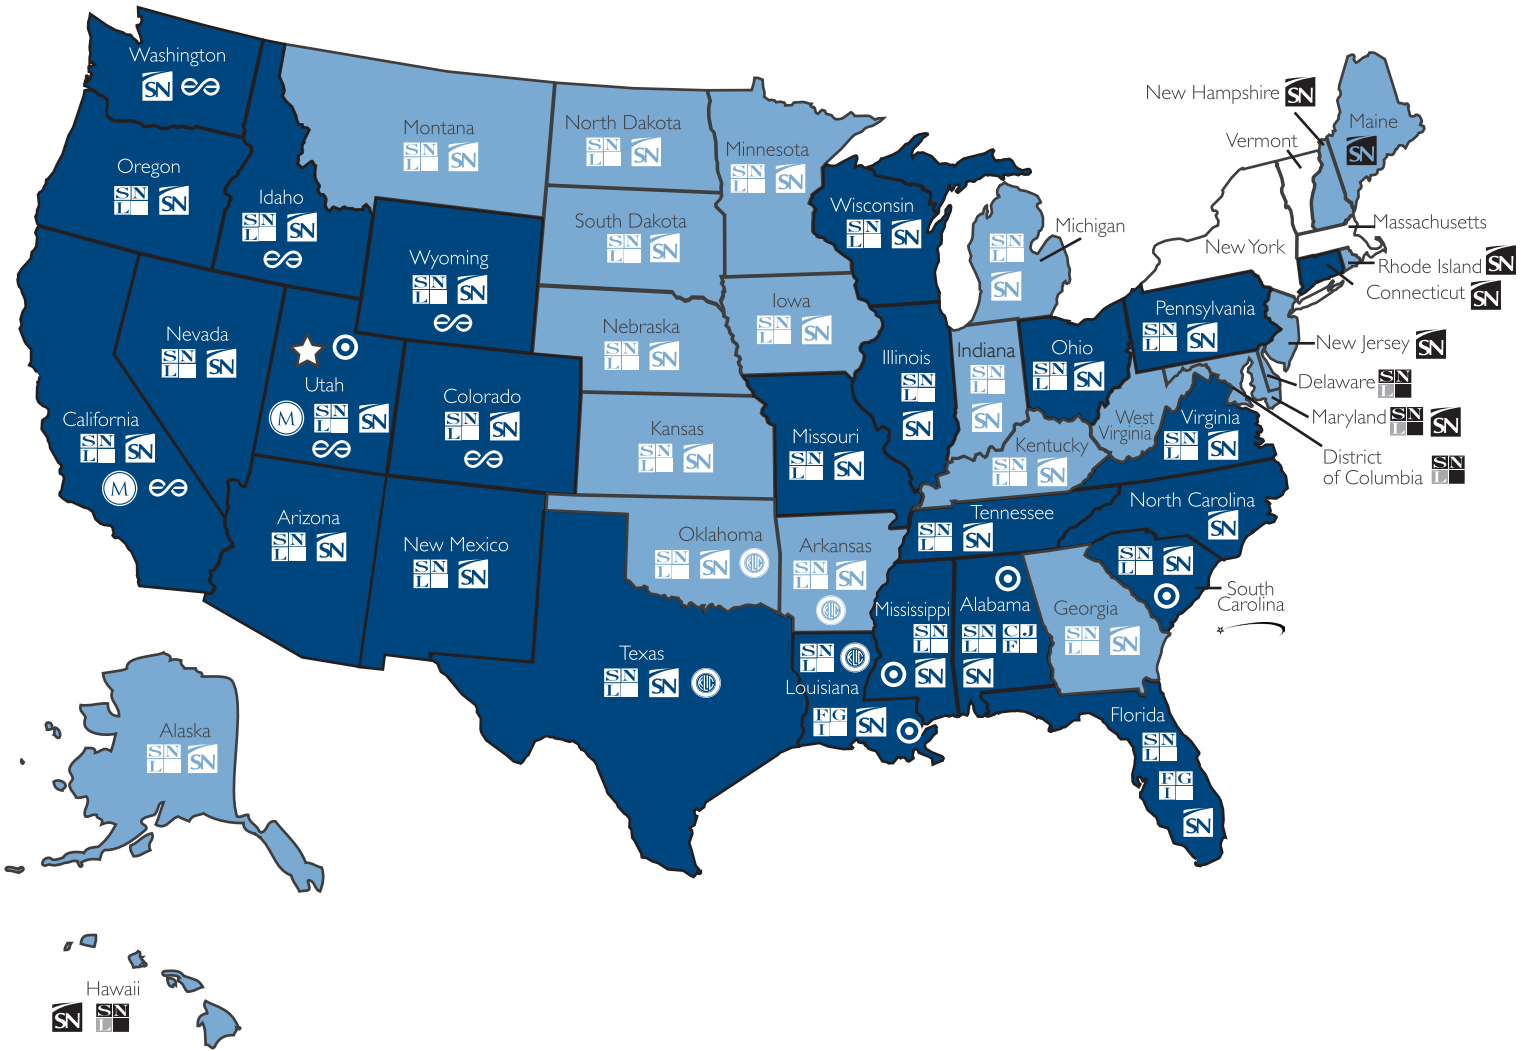 Washington
SN
Oregon
SN
L
SN
Idaho
SN
L
SN
Montana
SN
L
SN
North Dakota
SN
L
SN
Minnesota
SN
L
SN
South Dakota
SN
L
SN
Wyoming
SN
L
SN
Nevada
SN
L
SN
Utah
M
SN
L
SN
California
SN
L
SN
M
Colorado
SN
L
SN
Nebraska
SN
L
SN
Iowa
SN
L
SN
Kansas
SN
L
SN
Missouri
SN
L
SN
Arizona
SN
L
SN
New Mexico
SN
L
SN
Oklahoma
SN
L
SN
Arkansas
SN
L
SN
Texas
SN
L
SN
Louisiana
SN
L
FG
I
SN
Mississippi
SN
L
SN
Alabama
SN
L
CJ
F
SN
Georgia
SN
L
SN
Florida
SN
L
FG
I
SN
South
Carolina
SN
L
SN
North Carolina
SN
Tennessee
SN
L
SN
Kentucky
SN
L
SN
West
Virginia
Virginia
SN
L
SN
Wisconsin
SN
L
SN
Illinois
SN
L
SN
Indiana
SN
L
SN
Michigan
SN
L
SN
Ohio
SN
L
SN
Pennsylvania
SN
L
SN
New York
New Hampshire
SN
Vermont
Maine
SN
Massachusetts
Rhode Island
SN
Connecticut
SN
New Jersey
SN
Delaware
SN
L
Maryland
SN
L
SN
District
of Columbia
SN
L
Alaska
SN
L
SN
Hawaii
SN
SN
L